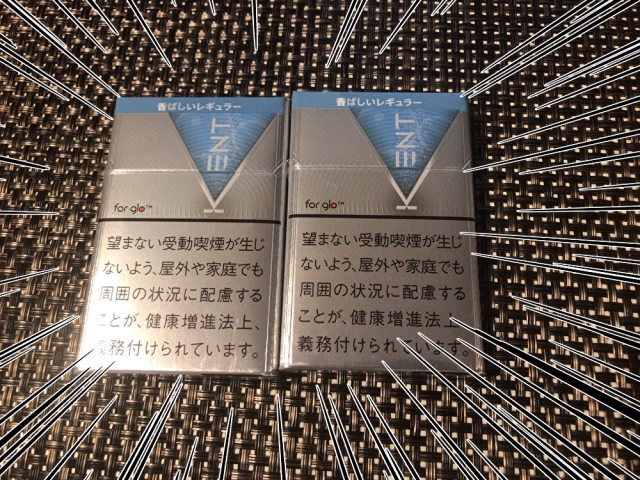 香ばしいレギュラー
KENT
for glo™
望まない受動喫煙が生じ
ないよう、屋外や家庭でも
周囲の状況に配慮する
ことが、健康増進法上、
義務付けられています。
香ばしいレギュラー
KENT
for glo™
望まない受動喫煙が生じ
ないよう、屋外や家庭でも
周囲の状況に配慮する
ことが、健康増進法上、
義務付けられています。